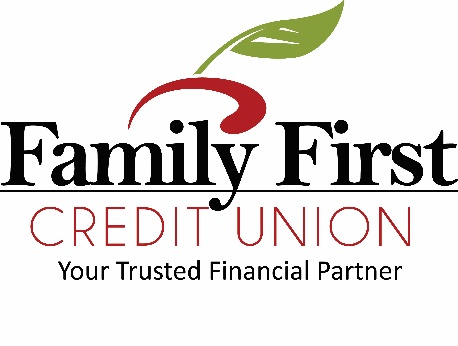 Family First
CREDIT UNION
Your Trusted Financial Partner